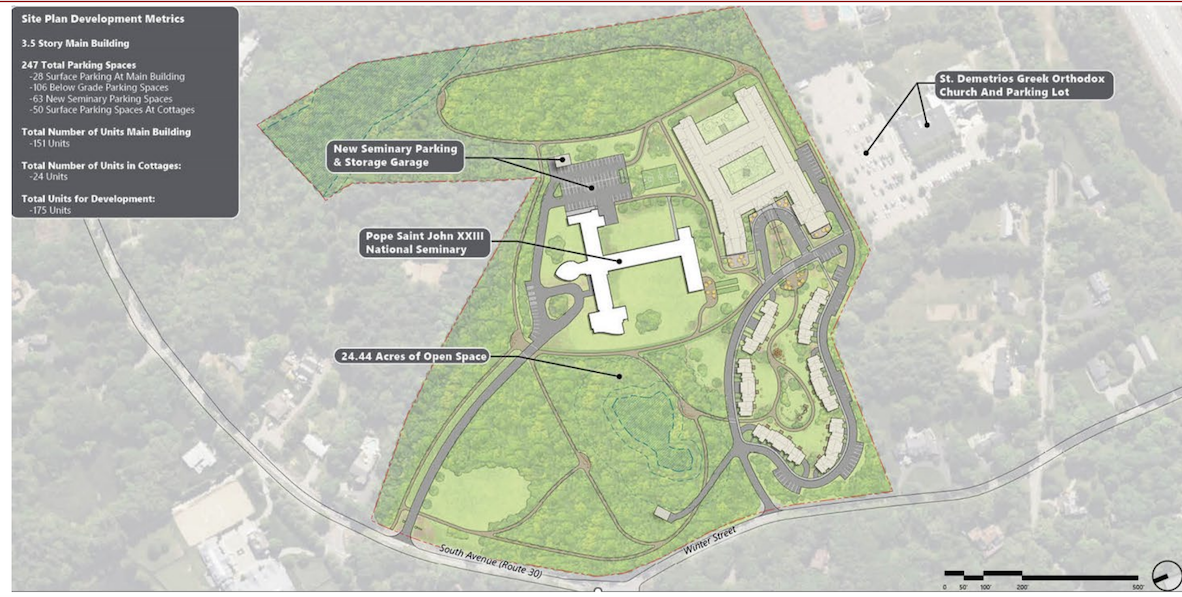 Site Plan Development Metrics
3.5 Story Main Building
247 Total Parking Spaces
-28 Surface Parking At Main Building
-106 Below Grade Parking Spaces
-63 New Seminary Parking Spaces
-50 Surface Parking Spaces At Cottages
Total Number of Units Main Building
-151 Units
Total Number of Units in Cottages:
-24 Units
Total Units for Development:
-175 Units
St. Demetrios Greek Orthodox
Church And Parking Lot
New Seminary Parking
& Storage Garage
Pope Saint John XXIII
National Seminary
24.44 Acres of Open Space
South Avenue (Route 30)
Winter Street
0 50' 100' 200' 500'